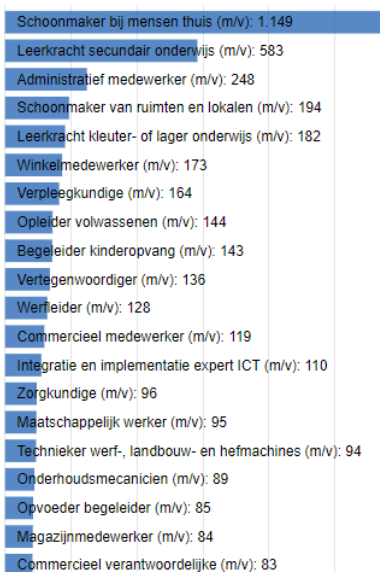 Schoonmaker bij mensen thuis (m/v): 1.149
Leerkracht secundair onderwijs (m/v): 583
Administratief medewerker (m/v): 248
Schoonmaker van ruimten en lokalen (m/v): 194
Leerkracht kleuter- of lager onderwijs (m/v): 182
Winkelmedewerker (m/v): 173
Verpleegkundige (m/v): 164
Opleider volwassenen (m/v): 144
Begeleider kinderopvang (m/v): 143
Vertegenwoordiger (m/v): 136
Werfleider (m/v): 128
Commercieel medewerker (m/v): 119
Integratie en implementatie expert ICT (m/v): 110
Zorgkundige (m/v): 96
Maatschappelijk werker (m/v): 95
Technieker werf-, landbouw- en hefmachines (m/v): 94
Onderhoudsmecanicien (m/v): 89
Opvoeder begeleider (m/v): 85
Magazijnmedewerker (m/v): 84
Commercieel verantwoordelijke (m/v): 83